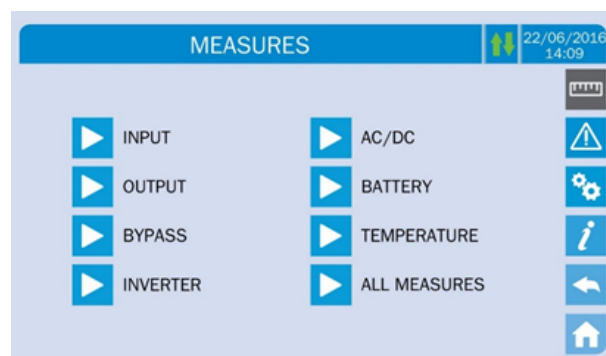 MEASURES
22/06/2016
14:09
INPUT
OUTPUT
BYPASS
INVERTER
AC/DC
BATTERY
TEMPERATURE
ALL MEASURES